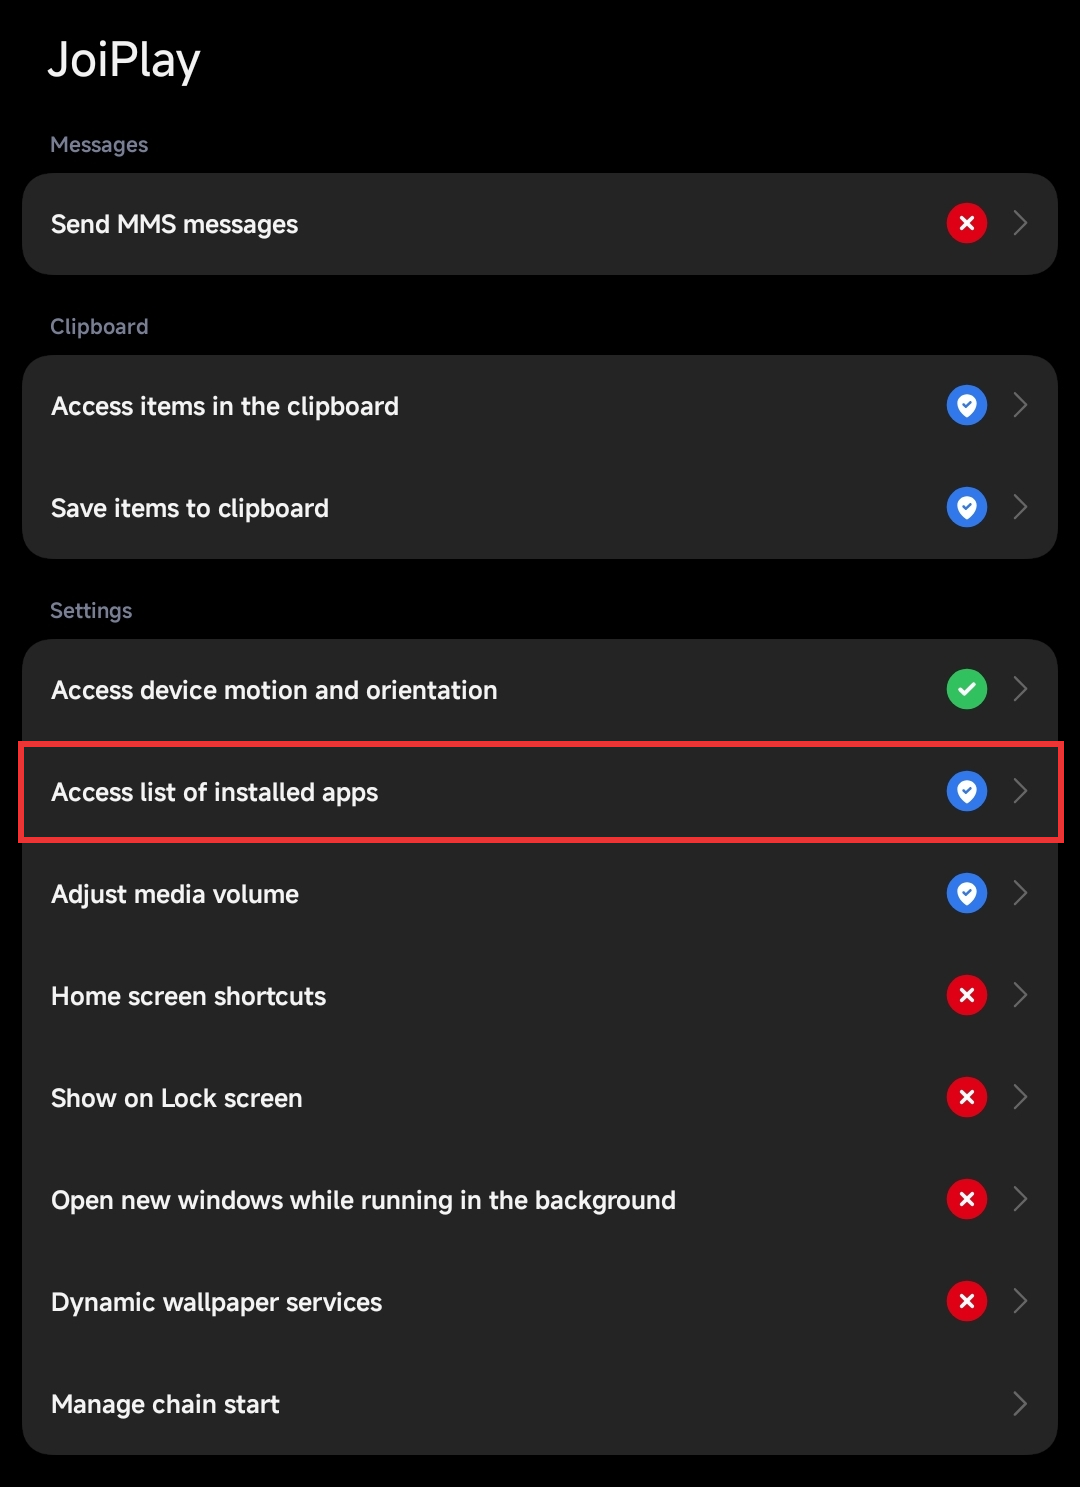 JoiPlay
Messages
Send MMS messages
Clipboard
Access items in the clipboard
Save items to clipboard
Settings
Access device motion and orientation
Access list of installed apps
Adjust media volume
Home screen shortcuts
Show on Lock screen
Open new windows while running in the background
Dynamic wallpaper services
Manage chain start